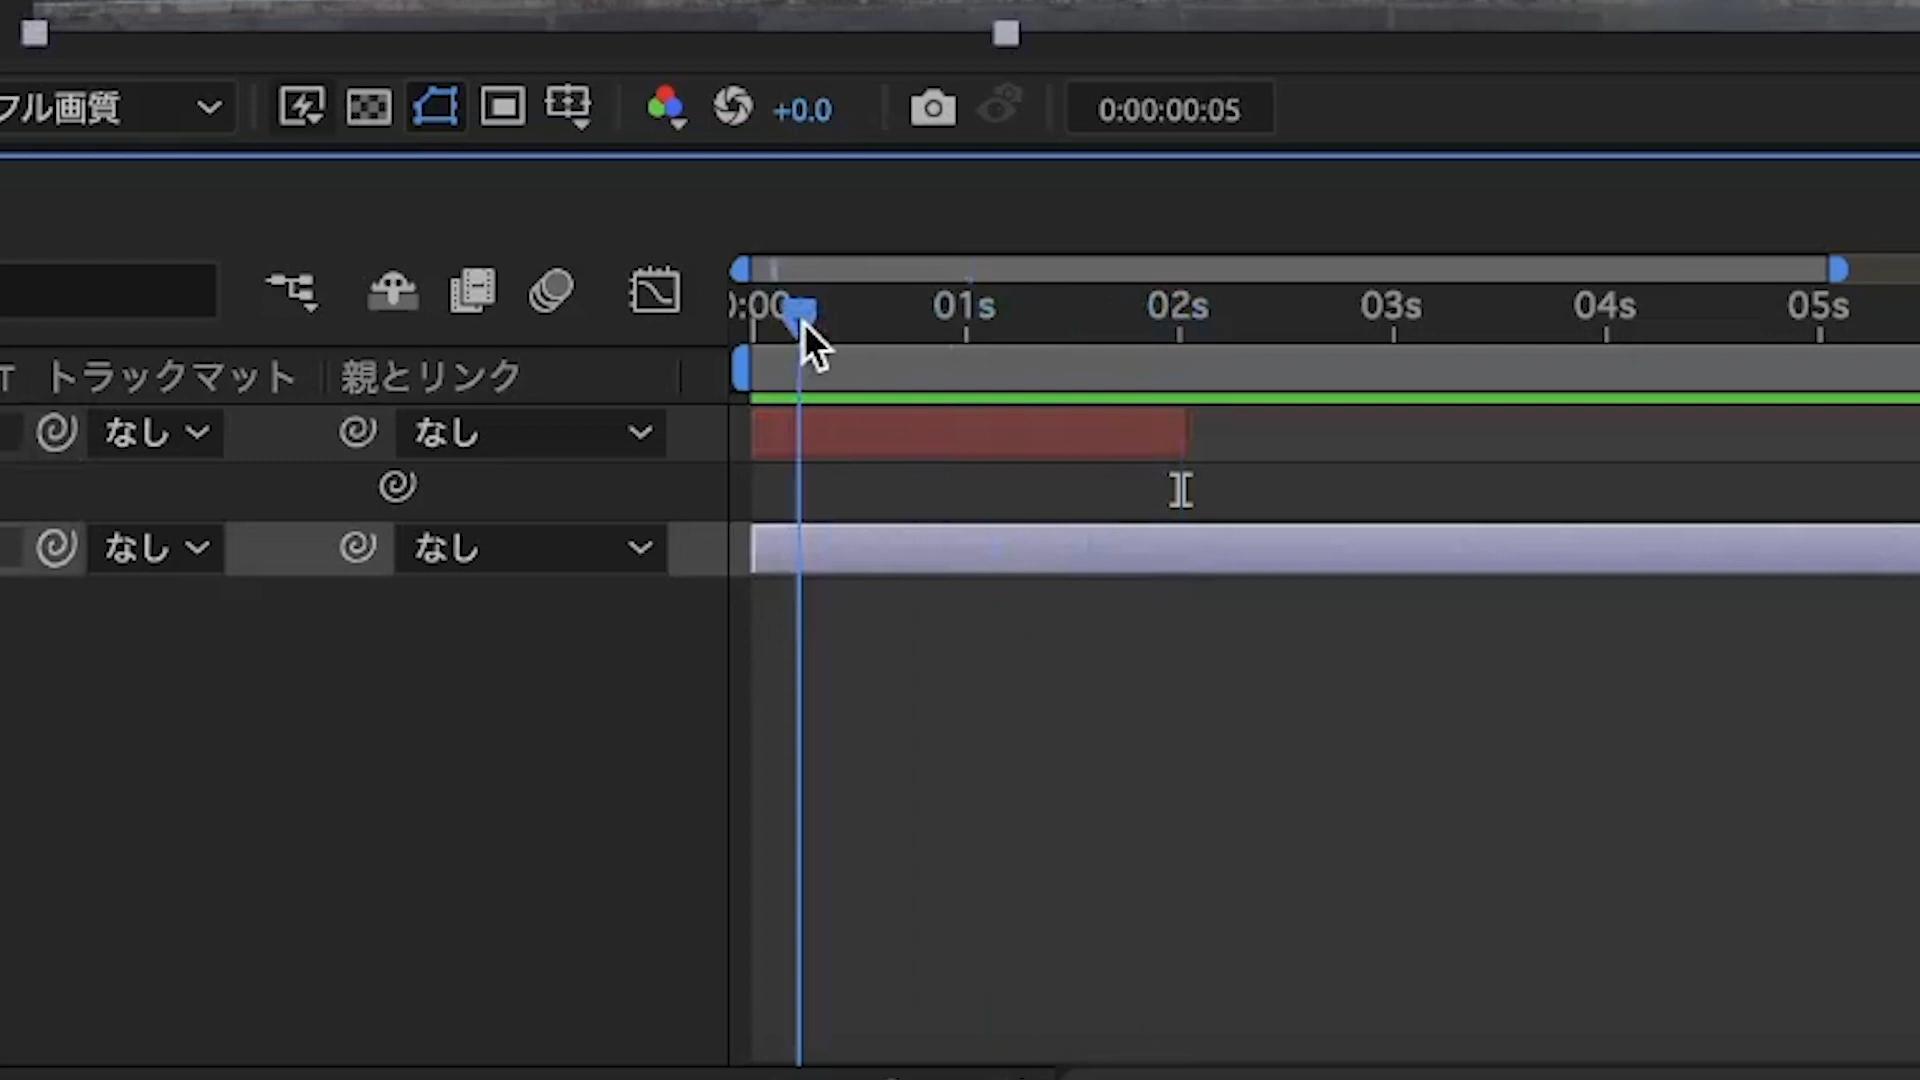 フル画質 +0.0 0:00:00:05
0:00 01s 02s 03s 04s 05s
T トラックマット 親とリンク
なし なし
なし なし